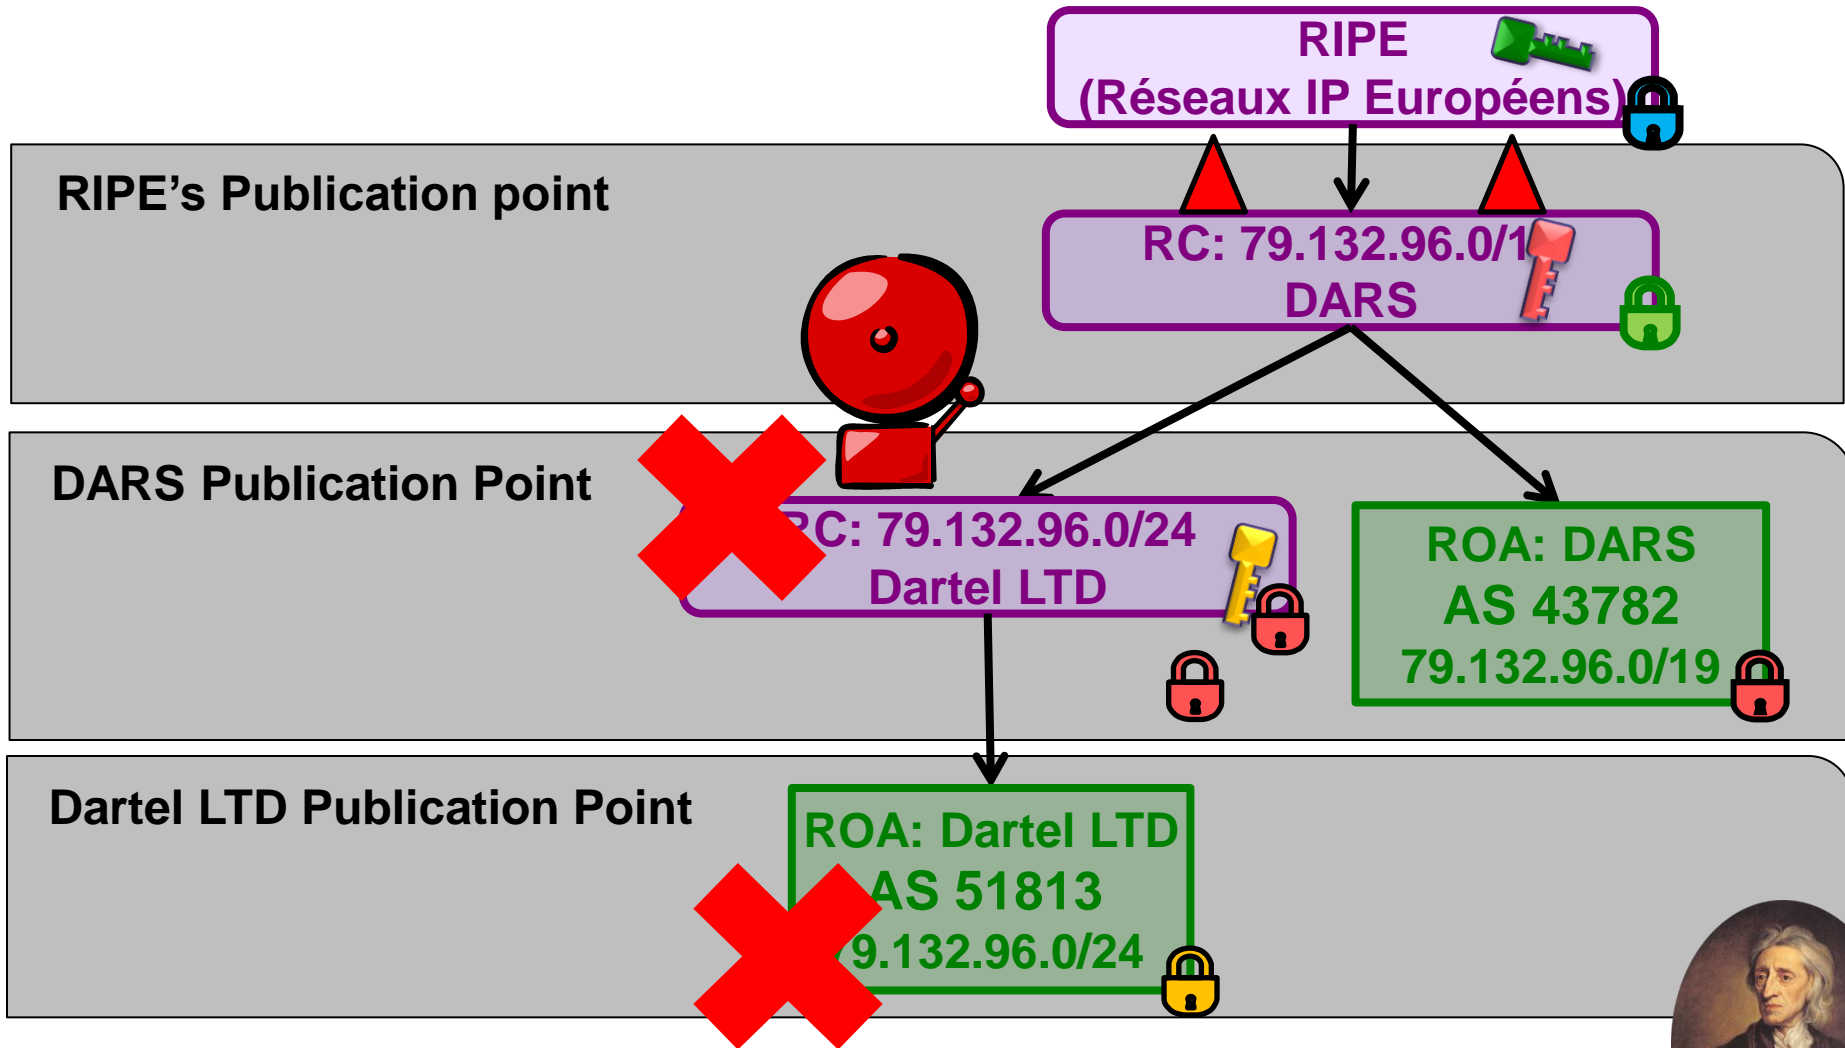 RIPE
(Réseaux IP Européens)
RIPE's Publication point
RC: 79.132.96.0/1
DARS
DARS Publication Point
C: 79.132.96.0/24
Dartel LTD
ROA: DARS
AS 43782
79.132.96.0/19
Dartel LTD Publication Point
ROA: Dartel LTD
AS 51813
9.132.96.0/24